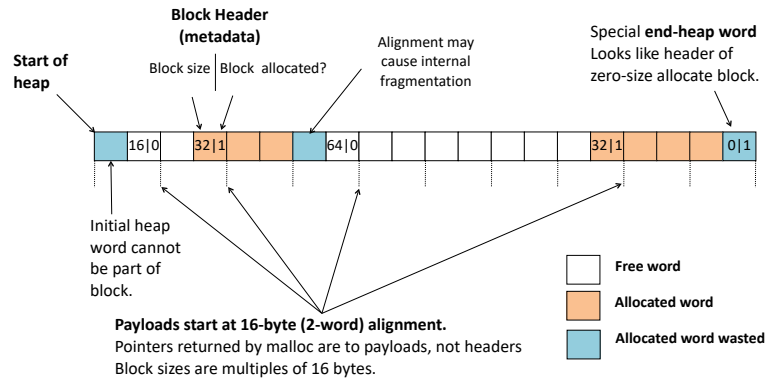 Block Header
(metadata)
Block size | Block allocated?
Start of
heap
Alignment may
cause internal
fragmentation
Special end-heap word
Looks like header of
zero-size allocate block.
16|0
32|1
64|0
32|1
0|1
Initial heap
word cannot
be part of
block.
Payloads start at 16-byte (2-word) alignment.
Pointers returned by malloc are to payloads, not headers
Block sizes are multiples of 16 bytes.
Free word
Allocated word
Allocated word wasted